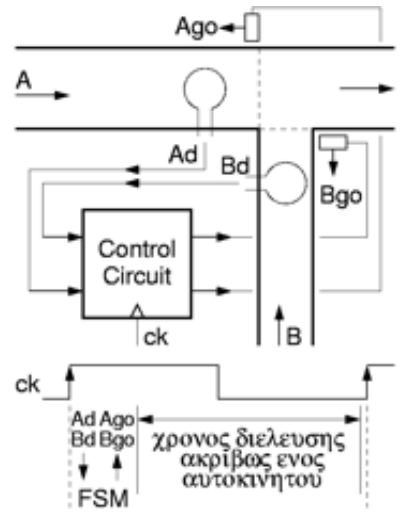 Ago
A
Ad
Bd
Bgo
Control
Circuit
ck
B
ck
Ad Ago
Bd Bgo
FSM
χρονος διελευσης
ακριβως ενος
αυτοκινητου